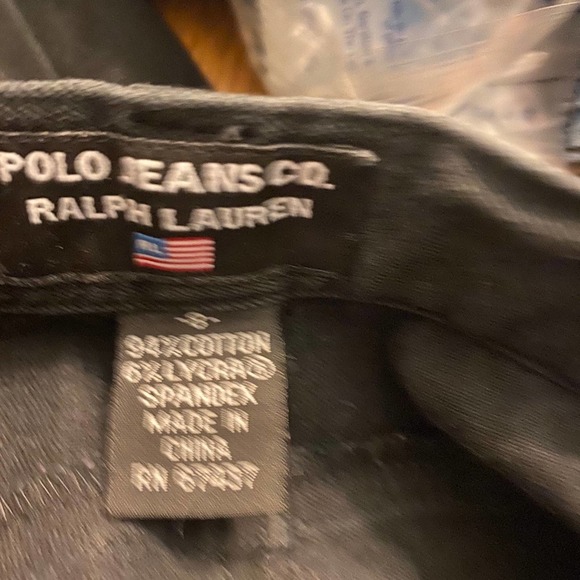 POLO JEANS CO.
RALPH LAUREN
94%COTTON
6%LYCRA®
SPANDEX
MADE IN
CHINA